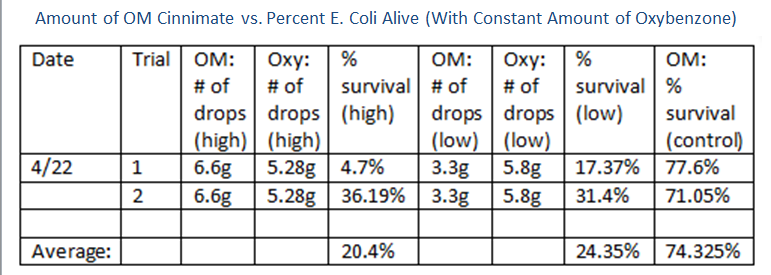 Amount of OM Cinnimate vs. Percent E. Coli Alive (With Constant Amount of Oxybenzone)
Date Trial OM: Oxy: % OM: Oxy: % OM:
# of # of survival # of # of survival %
drops drops (high) drops drops (low) survival
(high) (high) (low) (low) (control)
4/22 1 6.6g 5.28g 4.7% 3.3g 5.8g 17.37% 77.6%
2 6.6g 5.28g 36.19% 3.3g 5.8g 31.4% 71.05%
Average: 20.4% 24.35% 74.325%